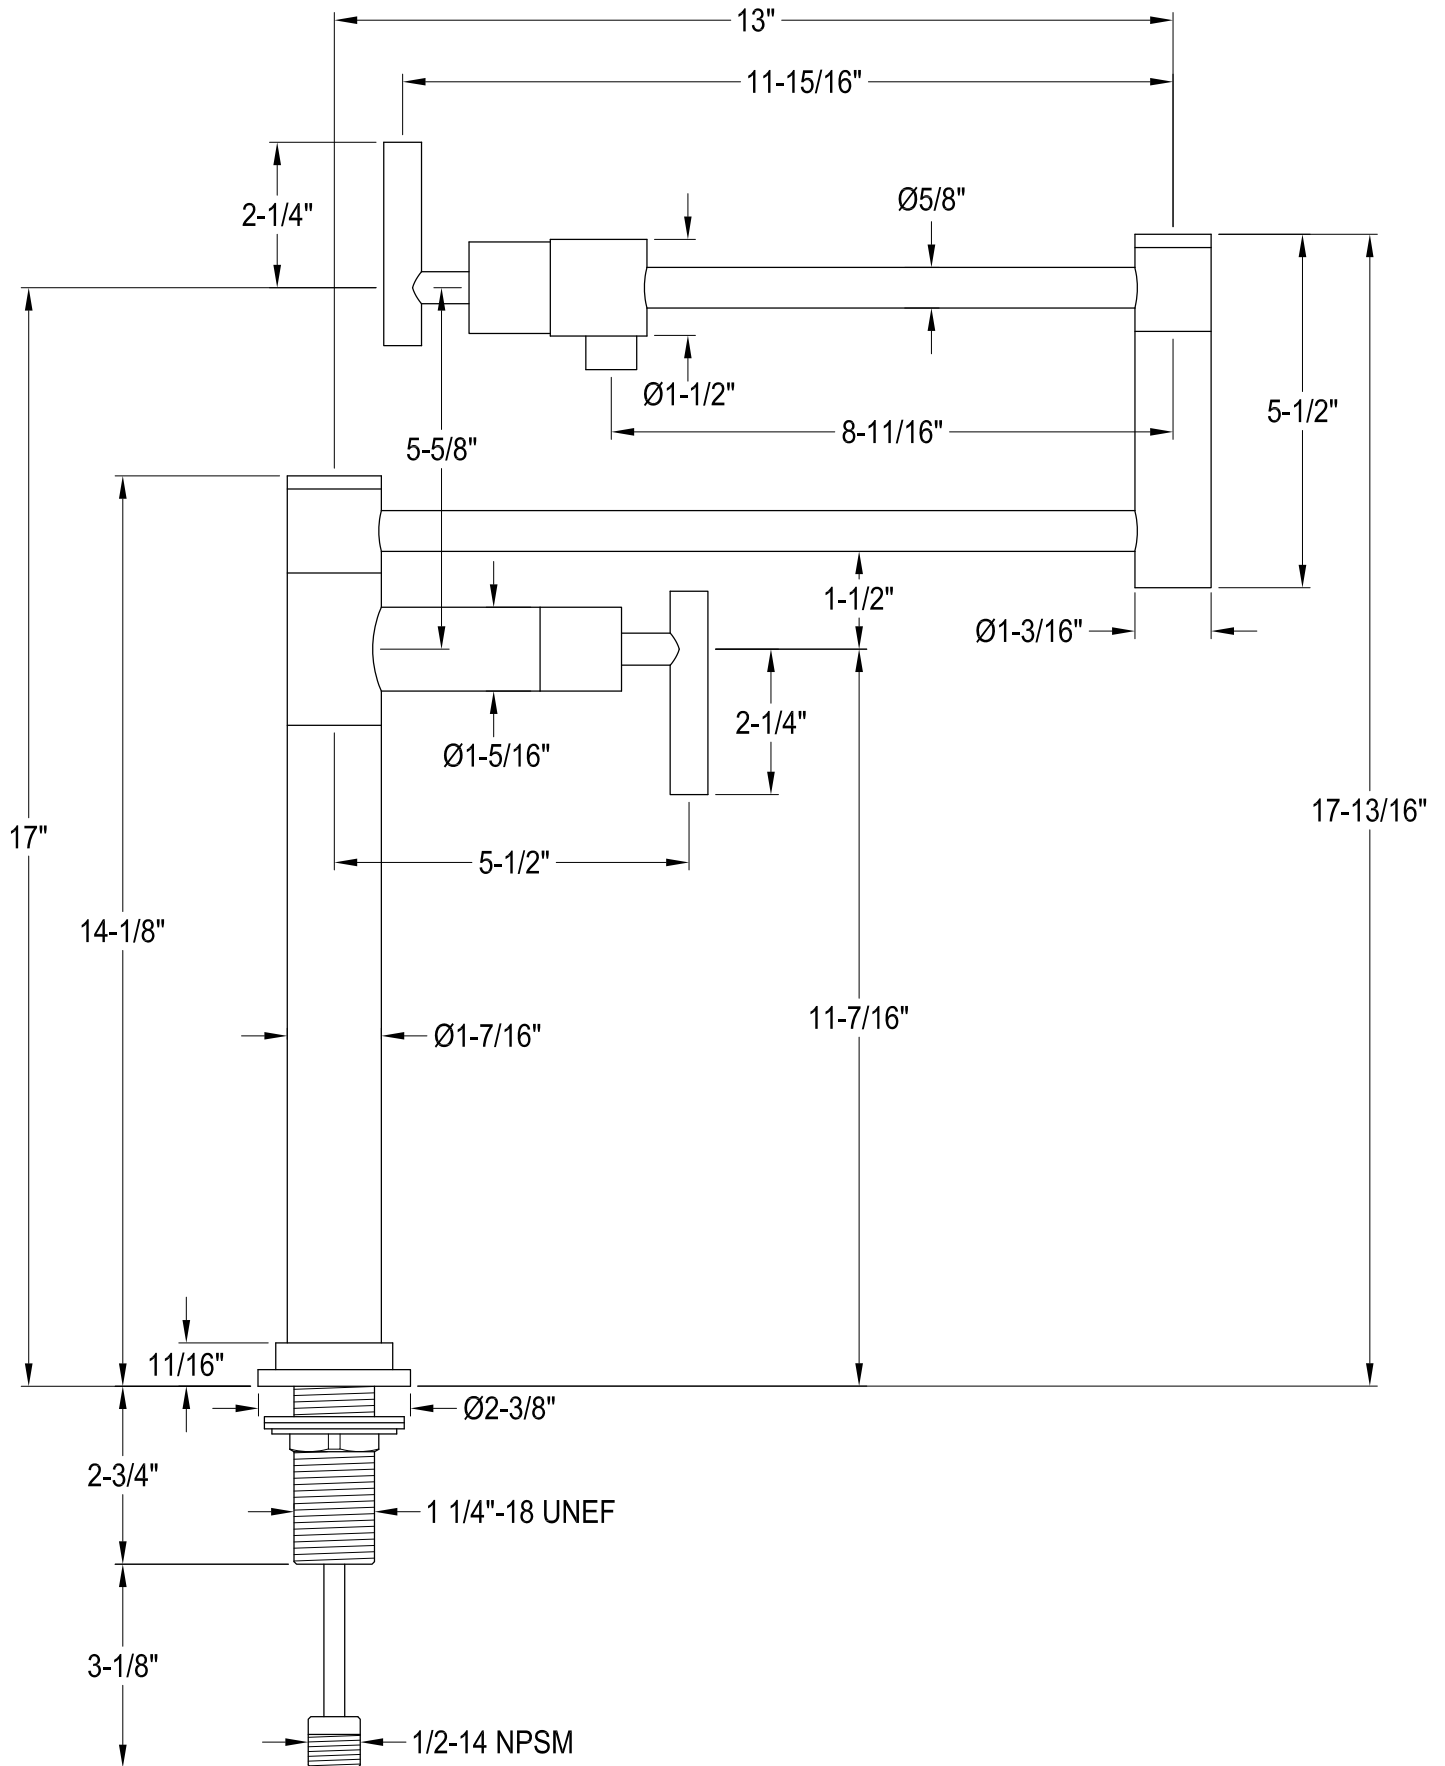 13"
11-15/16"
2-1/4"
Ø5/8"
Ø1-1/2"
5-1/2"
8-11/16"
5-5/8"
1-1/2"
Ø1-3/16"
2-1/4"
Ø1-5/16"
17-13/16"
17"
5-1/2"
14-1/8"
11-7/16"
Ø1-7/16"
11/16"
Ø2-3/8"
2-3/4"
1 1/4"-18 UNEF
3-1/8"
1/2-14 NPSM